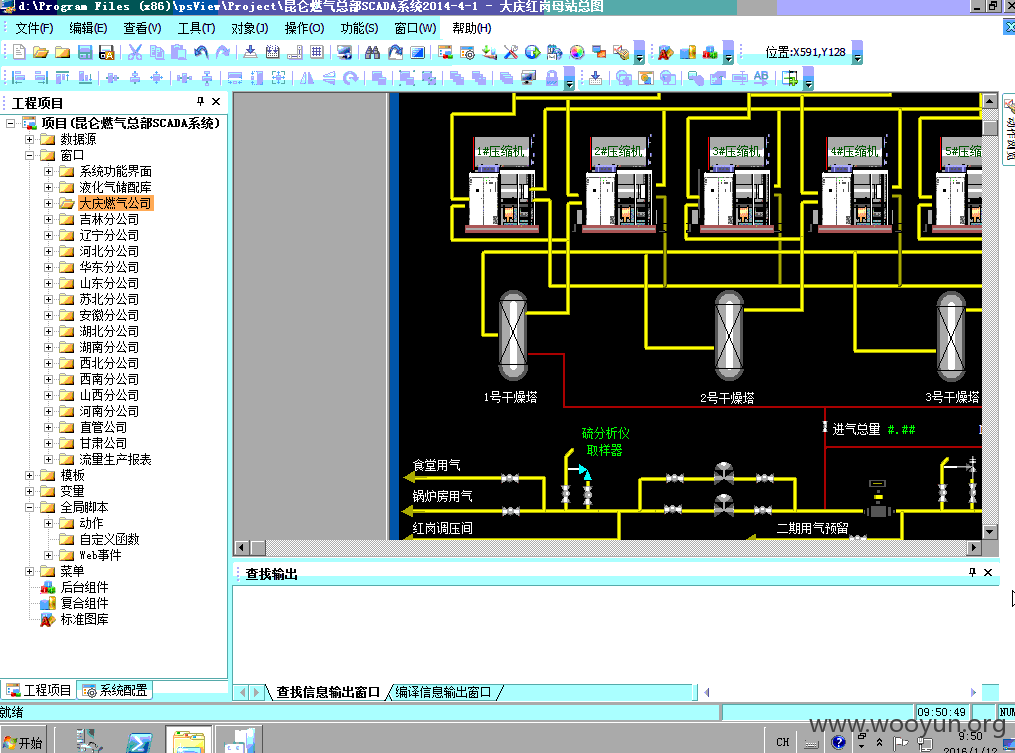 d:\Program Files (x86)\psView\Project\昆仑燃气总部SCADA系统2014-4-1 - 大庆红岗母站总图
文件(F) 编辑(E) 查看(V) 工具(T) 对象(J) 操作(O) 功能(S) 窗口(W) 帮助(H)
位置:X591,Y128
工程项目
项目(昆仑燃气总部SCADA系统)
数据源
窗口
系统功能界面
液化气储配库
大庆燃气公司
吉林分公司
辽宁分公司
河北分公司
华东分公司
山东分公司
苏北分公司
安徽分公司
湖北分公司
湖南分公司
西北分公司
西南分公司
山西分公司
河南分公司
直管公司
甘肃公司
流量生产报表
模板
变量
全局脚本
动作
自定义函数
Web事件
菜单
后台组件
复合组件
标准图库
工程项目 系统配置
1#压缩机 2#压缩机 3#压缩机 4#压缩机 5#压缩
1号干燥塔 2号干燥塔 3号干燥塔
硫分析仪
取样器
进气总量 #.##
食堂用气
锅炉房用气
红岗调压间
二期用气预留
查找输出
查找信息输出窗口 编译信息输出窗口
就绪
09:50:49 NUM
开始
CH
9:50
2016/1/12
www.wooyun.org